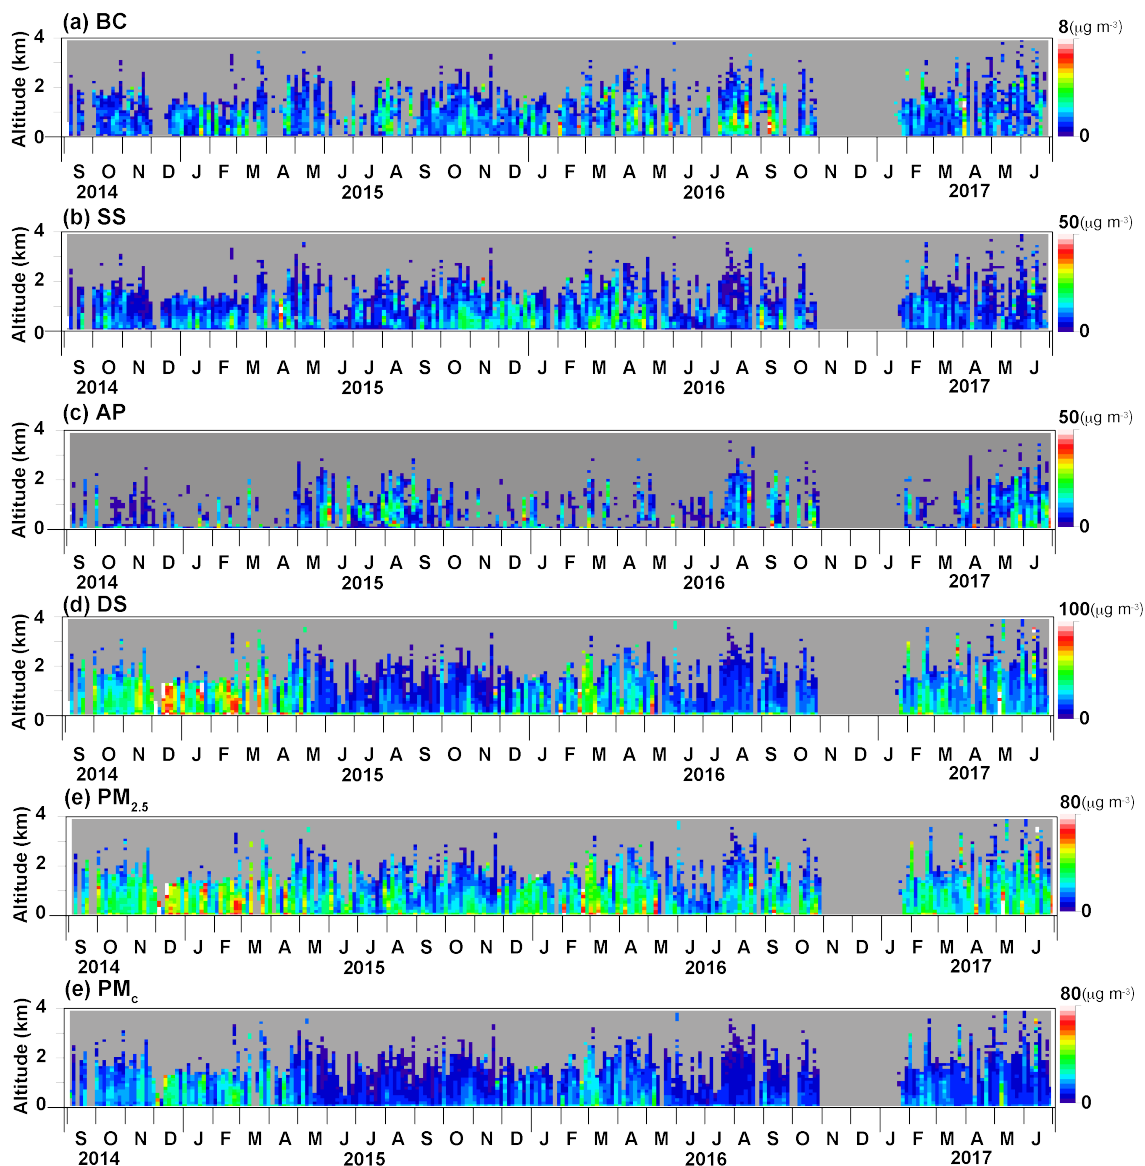 (a) BC
8(μg m-3)
Altitude (km)
4
2
0
0
S O N D J F M A M J J A S O N D J F M A M J J A S O N D J F M A M J
2014 2015 2016 2017
(b) SS
50(μg m-3)
Altitude (km)
4
2
0
0
S O N D J F M A M J J A S O N D J F M A M J J A S O N D J F M A M J
2014 2015 2016 2017
(c) AP
50(μg m-3)
Altitude (km)
4
2
0
0
S O N D J F M A M J J A S O N D J F M A M J J A S O N D J F M A M J
2014 2015 2016 2017
(d) DS
100(μg m-3)
Altitude (km)
4
2
0
0
S O N D J F M A M J J A S O N D J F M A M J J A S O N D J F M A M J
2014 2015 2016 2017
(e) PM2.5
80(μg m-3)
Altitude (km)
4
2
0
0
S O N D J F M A M J J A S O N D J F M A M J J A S O N D J F M A M J
2014 2015 2016 2017
(e) PMc
80(μg m-3)
Altitude (km)
4
2
0
0
S O N D J F M A M J J A S O N D J F M A M J J A S O N D J F M A M J
2014 2015 2016 2017